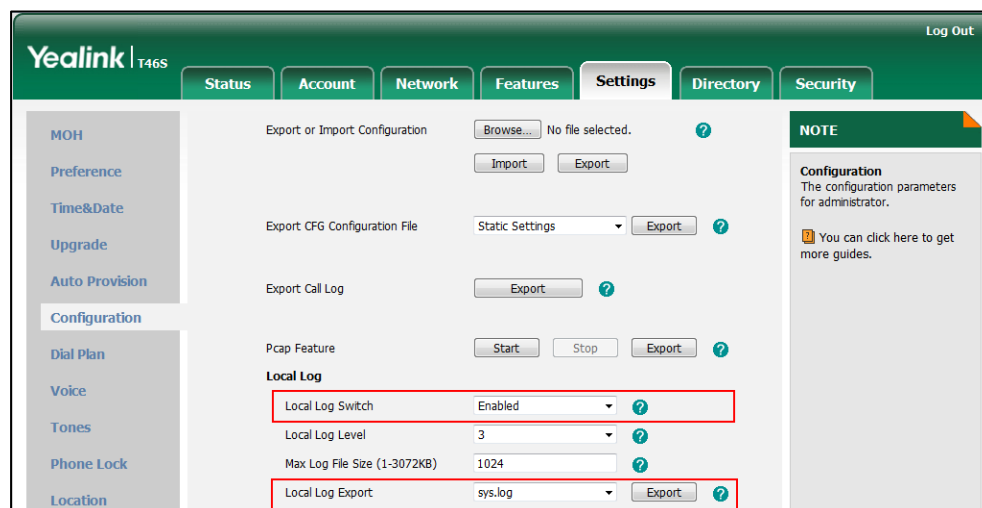 Log Out
Yealink | T46S
Status Account Network Features Settings Directory Security
MOH
Preference
Time&Date
Upgrade
Auto Provision
Configuration
Dial Plan
Voice
Tones
Phone Lock
Location
Export or Import Configuration Browse... No file selected. ?
Import Export
Export CFG Configuration File Static Settings Export ?
Export Call Log Export ?
Pcap Feature Start Stop Export ?
Local Log
Local Log Switch Enabled ?
Local Log Level 3 ?
Max Log File Size (1-3072KB) 1024 ?
Local Log Export sys.log Export ?
NOTE
Configuration
The configuration parameters
for administrator.
? You can click here to get
more guides.